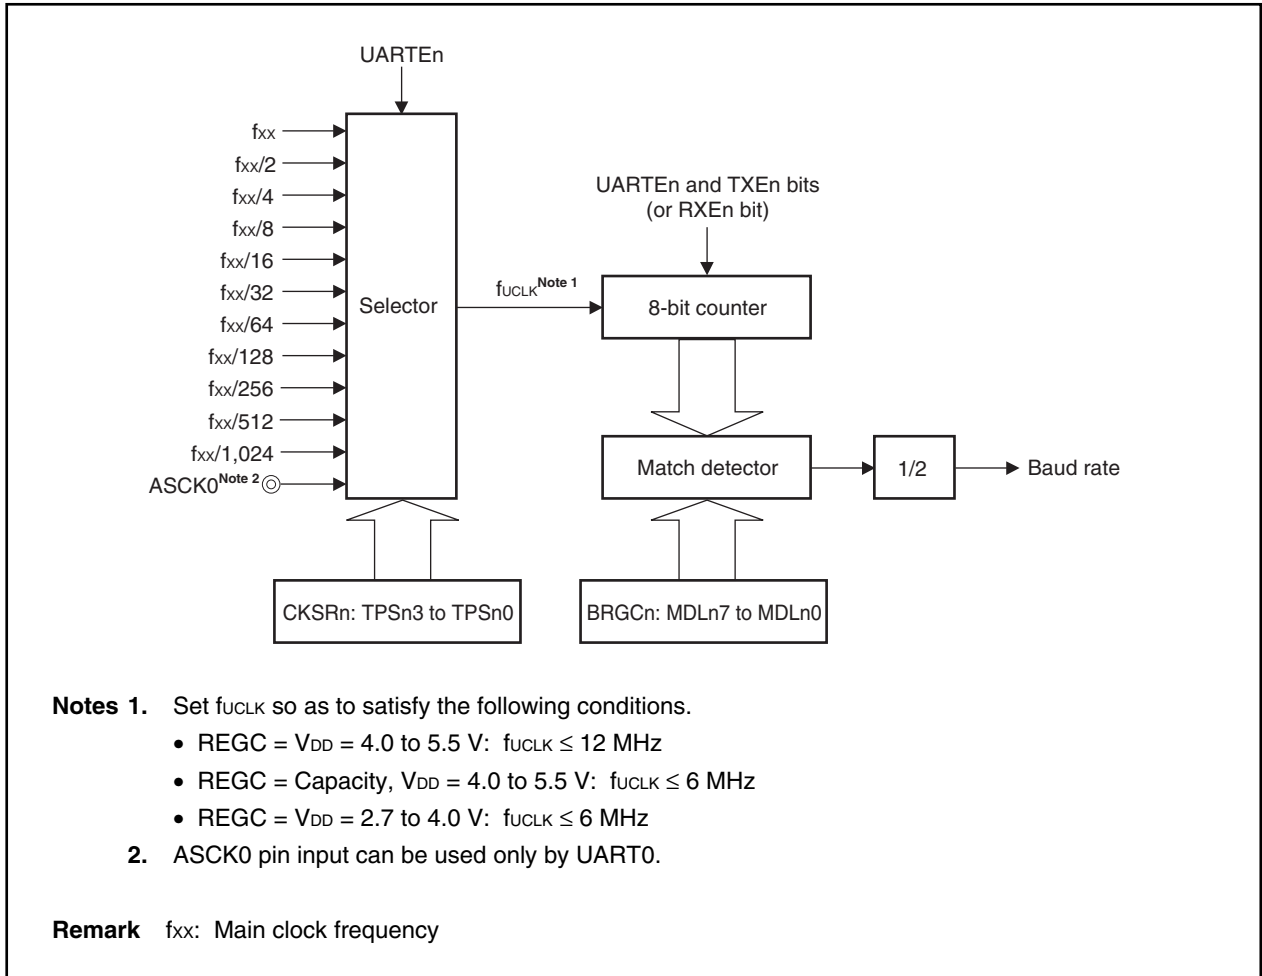 UARTEn
fXX
fXX/2
fXX/4
fXX/8
fXX/16
fXX/32
fXX/64
fXX/128
fXX/256
fXX/512
fXX/1,024
ASCK0Note 2
Selector
fUCLKNote 1
UARTEn and TXEn bits
(or RXEn bit)
8-bit counter
Match detector
1/2
Baud rate
CKSRn: TPSn3 to TPSn0
BRGCn: MDLn7 to MDLn0
Notes 1. Set fUCLK so as to satisfy the following conditions.
• REGC = VDD = 4.0 to 5.5 V: fUCLK ≤ 12 MHz
• REGC = Capacity, VDD = 4.0 to 5.5 V: fUCLK ≤ 6 MHz
• REGC = VDD = 2.7 to 4.0 V: fUCLK ≤ 6 MHz
2. ASCK0 pin input can be used only by UART0.
Remark fXX: Main clock frequency